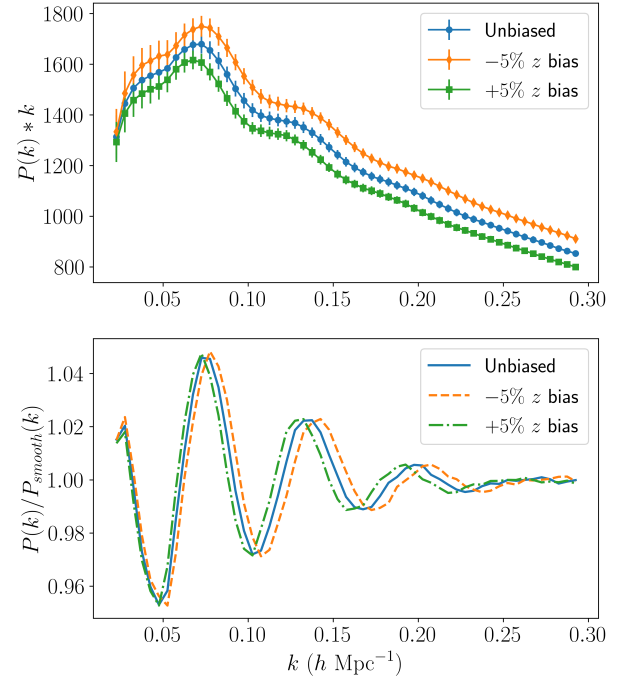 1800
1600
1400
1200
1000
800
P(k) * k
Unbiased
−5% z bias
+5% z bias
0.05 0.10 0.15 0.20 0.25 0.30
1.04
1.02
1.00
0.98
0.96
P(k)/P_{smooth}(k)
Unbiased
−5% z bias
+5% z bias
0.05 0.10 0.15 0.20 0.25 0.30
k (h Mpc⁻¹)